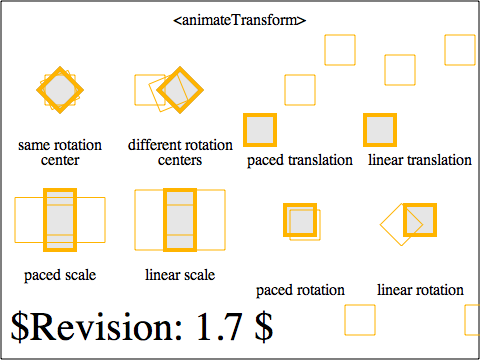 <animateTransform>
same rotation
center
different rotation
centers
paced translation
linear translation
paced scale
linear scale
paced rotation
linear rotation
$Revision: 1.7 $